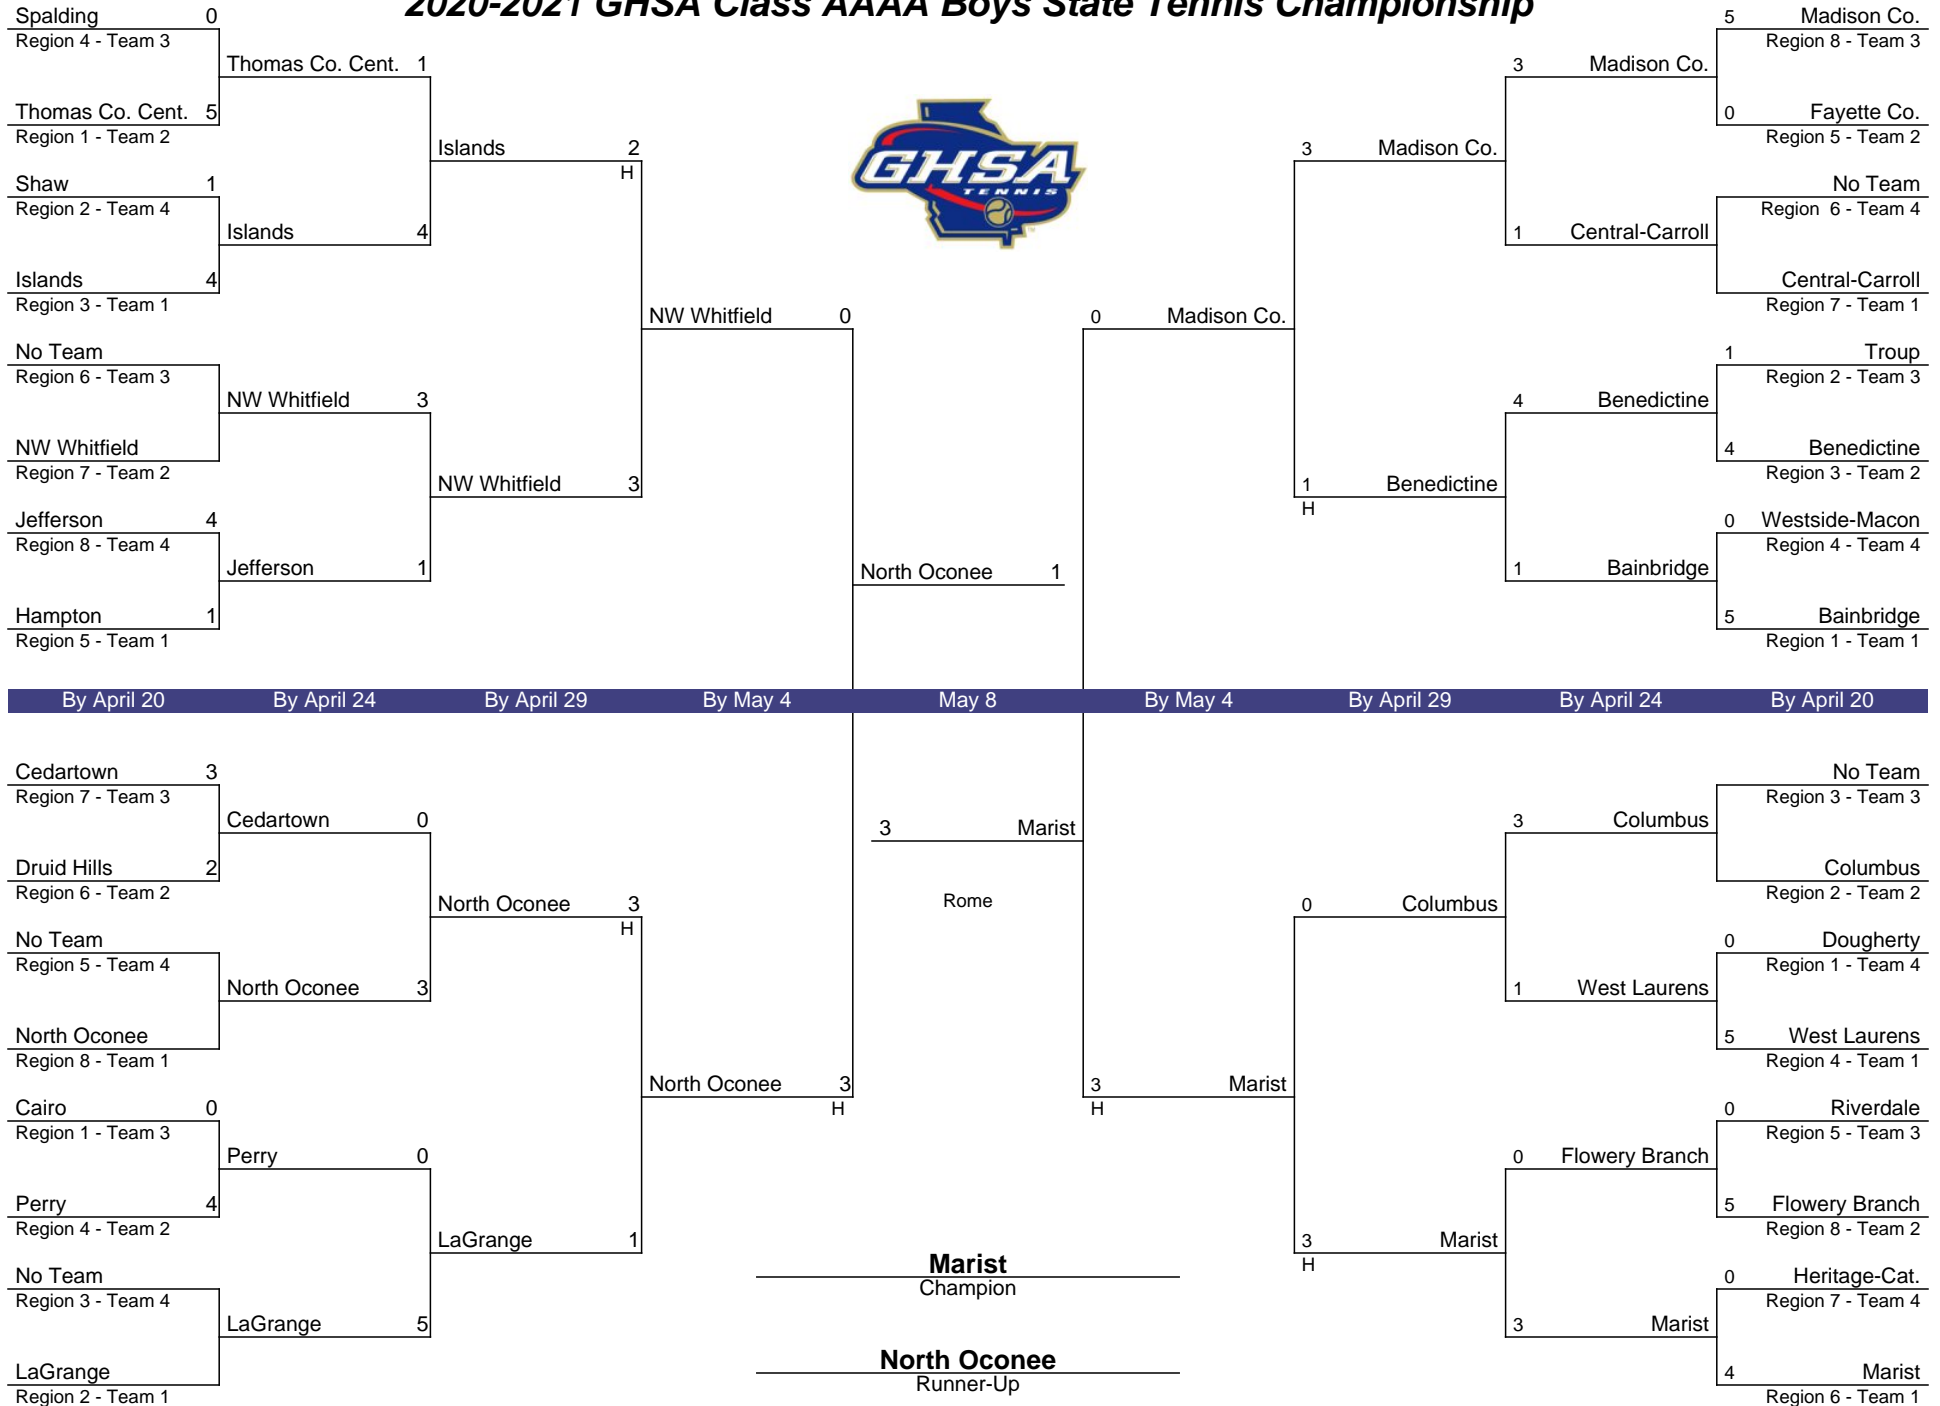 2020-2021 GHSA Class AAAA Boys State Tennis Championship
Spalding 0
Region 4 - Team 3
Thomas Co. Cent. 5
Region 1 - Team 2
Shaw 1
Region 2 - Team 4
Islands 4
Region 3 - Team 1
No Team
Region 6 - Team 3
NW Whitfield
Region 7 - Team 2
Jefferson 4
Region 8 - Team 4
Hampton 1
Region 5 - Team 1
Thomas Co. Cent. 1
Islands 4
NW Whitfield 3
Jefferson 1
Islands 2
H
NW Whitfield 3
NW Whitfield 0
North Oconee 1
GHSA
TENNIS
0 Madison Co.
3 Madison Co.
1 Benedictine
H
3 Madison Co.
1 Central-Carroll
4 Benedictine
1 Bainbridge
5 Madison Co.
Region 8 - Team 3
0 Fayette Co.
Region 5 - Team 2
No Team
Region 6 - Team 4
Central-Carroll
Region 7 - Team 1
1 Troup
Region 2 - Team 3
4 Benedictine
Region 3 - Team 2
0 Westside-Macon
Region 4 - Team 4
5 Bainbridge
Region 1 - Team 1
By April 20 By April 24 By April 29 By May 4 May 8 By May 4 By April 29 By April 24 By April 20
Cedartown 3
Region 7 - Team 3
Druid Hills 2
Region 6 - Team 2
No Team
Region 5 - Team 4
North Oconee
Region 8 - Team 1
Cairo 0
Region 1 - Team 3
Perry 4
Region 4 - Team 2
No Team
Region 3 - Team 4
LaGrange
Region 2 - Team 1
Cedartown 0
North Oconee 3
Perry 0
LaGrange 5
North Oconee 3
H
LaGrange 1
North Oconee 3
H
3 Marist
Rome
Marist
Champion
North Oconee
Runner-Up
3 Marist
H
0 Columbus
3 Marist
H
3 Columbus
1 West Laurens
0 Flowery Branch
3 Marist
No Team
Region 3 - Team 3
Columbus
Region 2 - Team 2
0 Dougherty
Region 1 - Team 4
5 West Laurens
Region 4 - Team 1
0 Riverdale
Region 5 - Team 3
5 Flowery Branch
Region 8 - Team 2
0 Heritage-Cat.
Region 7 - Team 4
4 Marist
Region 6 - Team 1